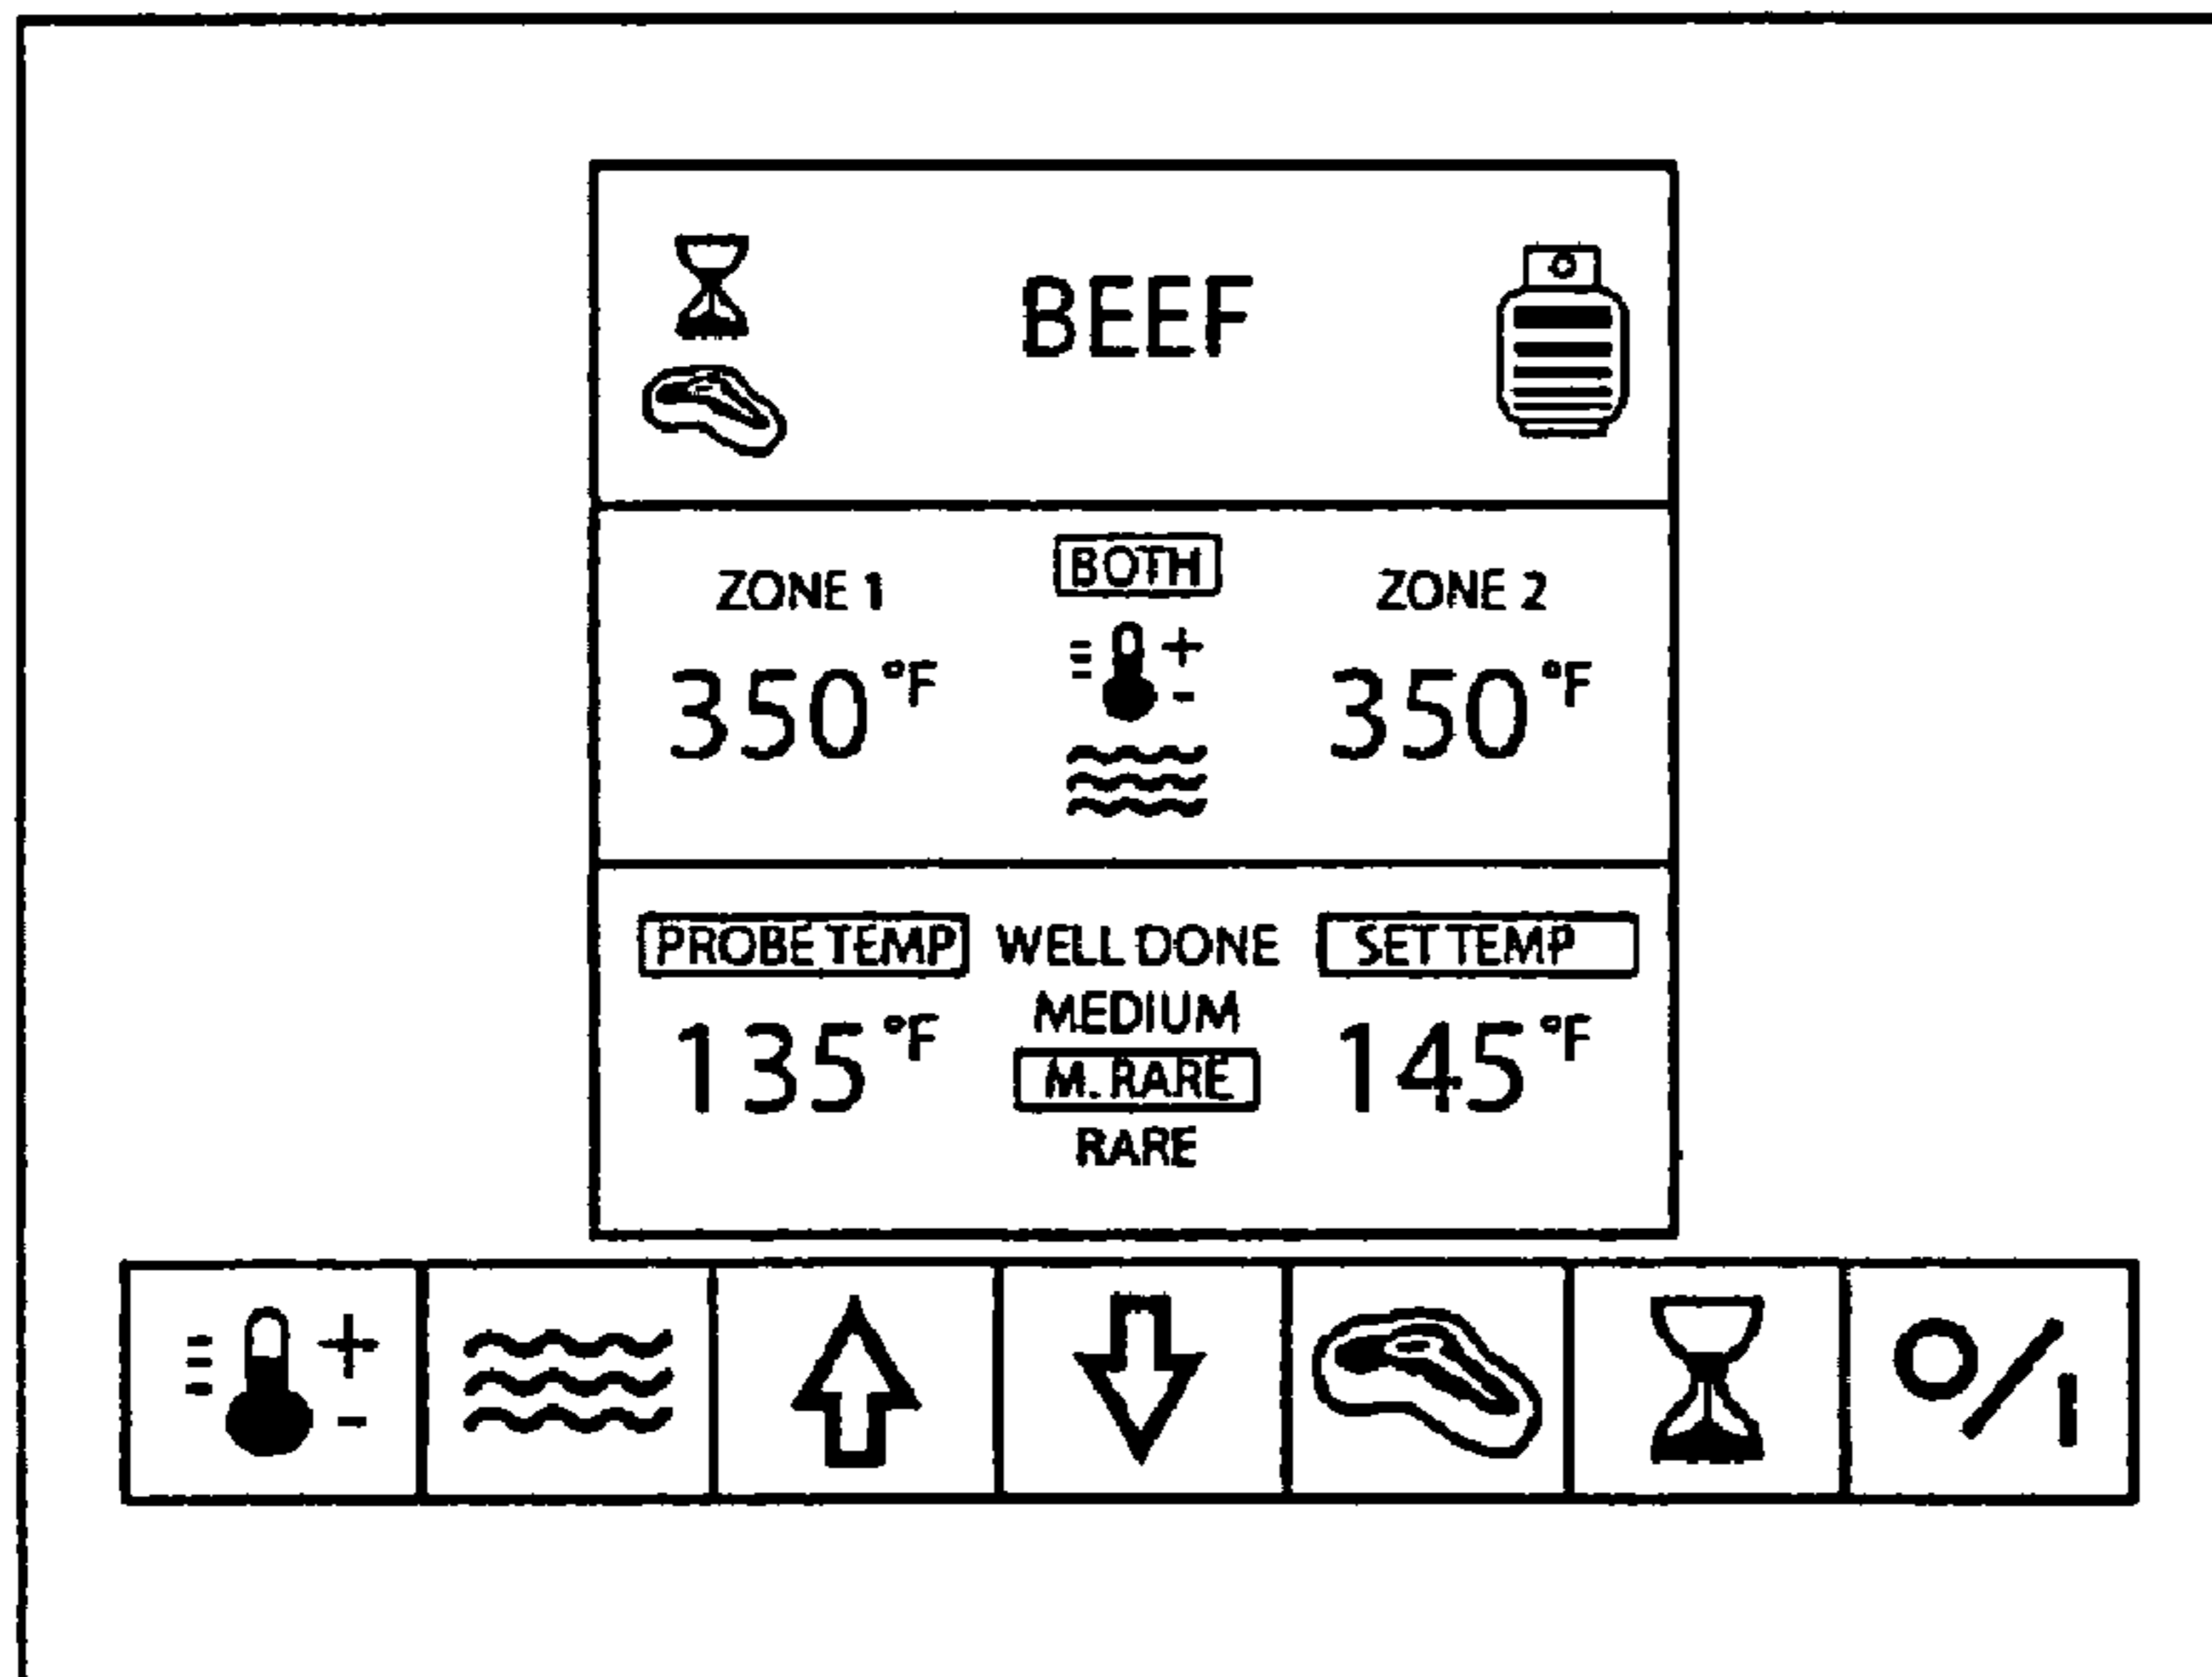 BEEF
BOTH
ZONE 1 ZONE 2
350°F 350°F
PROBE TEMP WELL DONE SET TEMP
MEDIUM
135°F 145°F
M. RARE
RARE
O/I